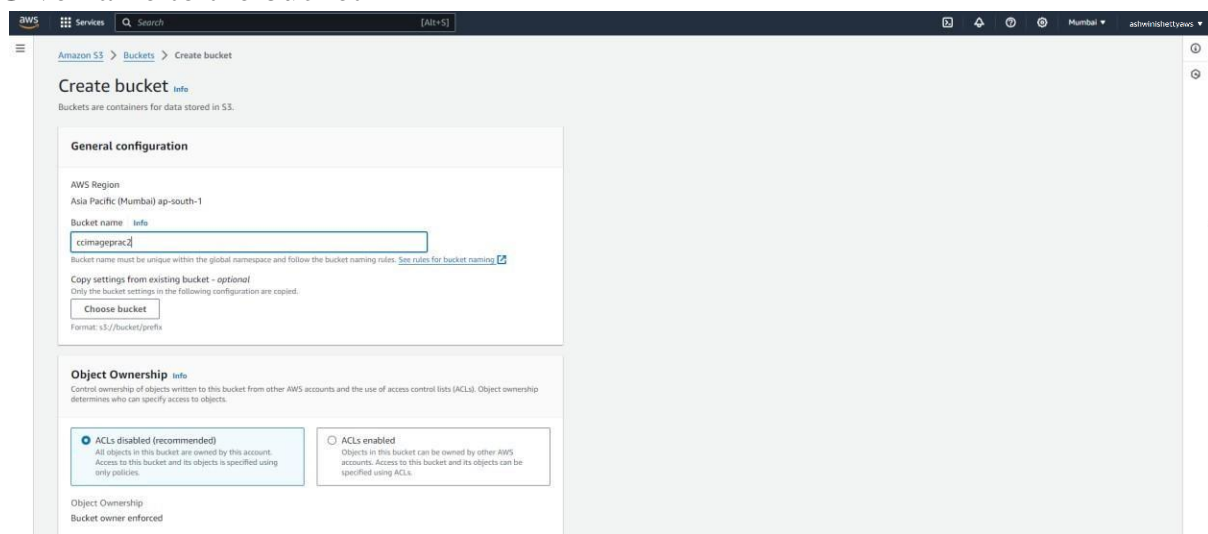 aws Services Search [Alt+S] Mumbai ashwinishettyaws
Amazon S3 > Buckets > Create bucket
Create bucket Info
Buckets are containers for data stored in S3.
General configuration
AWS Region
Asia Pacific (Mumbai) ap-south-1
Bucket name Info
ccimageprac2
Bucket name must be unique within the global namespace and follow the bucket naming rules. See rules for bucket naming
Copy settings from existing bucket - optional
Only the bucket settings in the following configuration are copied.
Choose bucket
Format: s3://bucket/prefix
Object Ownership Info
Control ownership of objects written to this bucket from other AWS accounts and the use of access control lists (ACLs). Object ownership
determines who can specify access to objects.
ACLs disabled (recommended)
All objects in this bucket are owned by this account.
Access to this bucket and its objects is specified using
only policies.
ACLs enabled
Objects in this bucket can be owned by other AWS
accounts. Access to this bucket and its objects can be
specified using ACLs.
Object Ownership
Bucket owner enforced